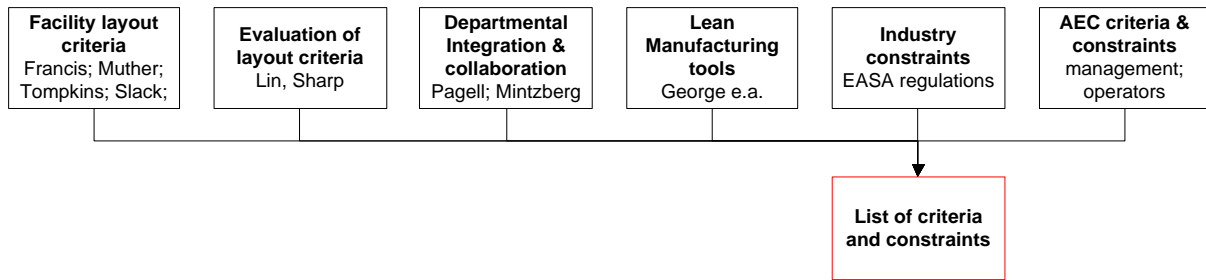 Facility layout
criteria
Francis; Muther;
Tompkins; Slack;
Evaluation of
layout criteria
Lin, Sharp
Departmental
Integration &
collaboration
Pagell; Mintzberg
Lean
Manufacturing
tools
George e.a.
Industry
constraints
EASA regulations
AEC criteria &
constraints
management;
operators
List of criteria
and constraints